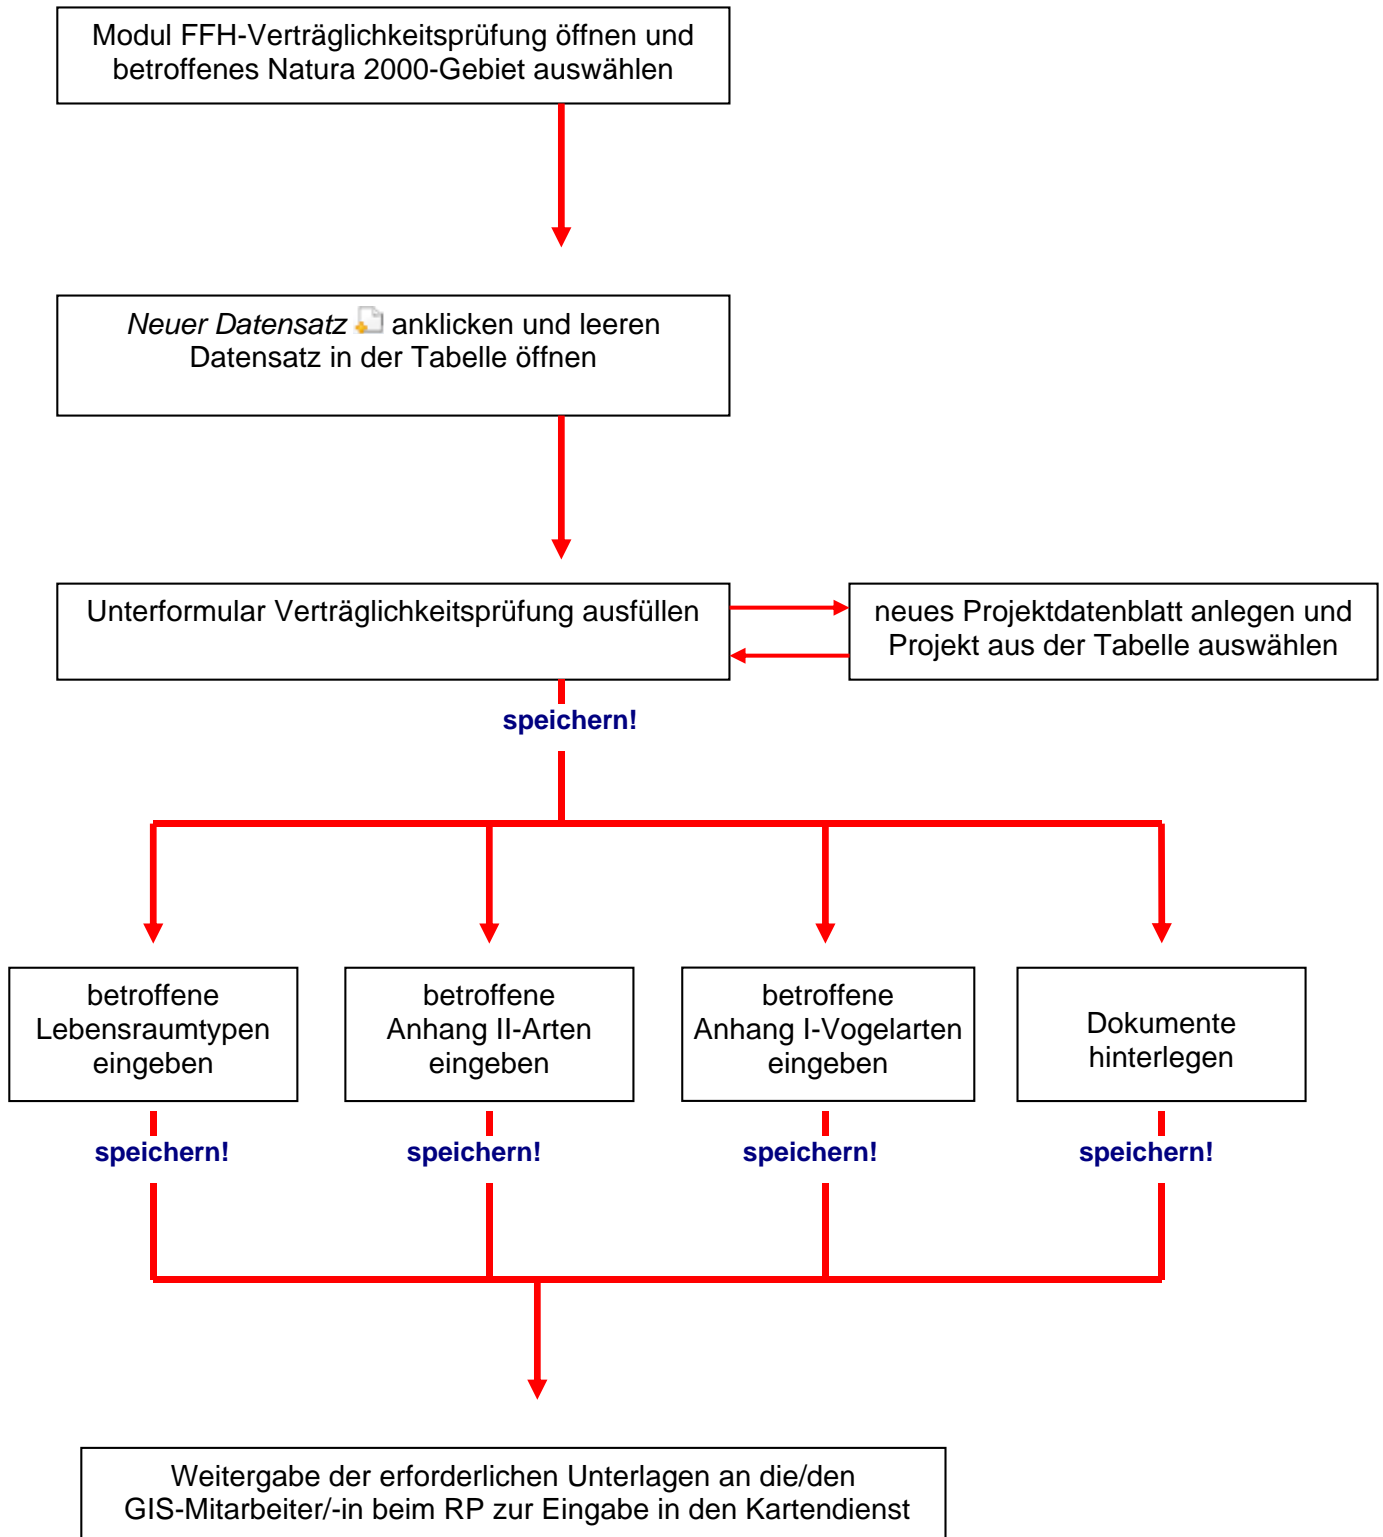 Modul FFH-Verträglichkeitsprüfung öffnen und
betroffenes Natura 2000-Gebiet auswählen
Neuer Datensatz anklicken und leeren
Datensatz in der Tabelle öffnen
Unterformular Verträglichkeitsprüfung ausfüllen
neues Projektdatenblatt anlegen und
Projekt aus der Tabelle auswählen
speichern!
betroffene
Lebensraumtypen
eingeben
betroffene
Anhang II-Arten
eingeben
betroffene
Anhang I-Vogelarten
eingeben
Dokumente
hinterlegen
speichern!
speichern!
speichern!
speichern!
Weitergabe der erforderlichen Unterlagen an die/den
GIS-Mitarbeiter/-in beim RP zur Eingabe in den Kartendienst